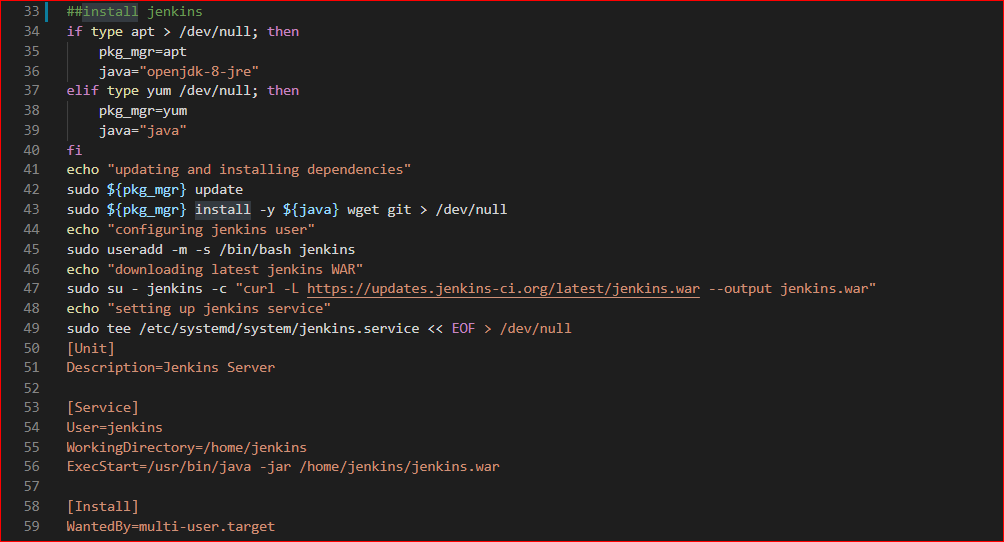 33 ##install jenkins
34 if type apt > /dev/null; then
35     pkg_mgr=apt
36     java="openjdk-8-jre"
37 elif type yum /dev/null; then
38     pkg_mgr=yum
39     java="java"
40 fi
41 echo "updating and installing dependencies"
42 sudo ${pkg_mgr} update
43 sudo ${pkg_mgr} install -y ${java} wget git > /dev/null
44 echo "configuring jenkins user"
45 sudo useradd -m -s /bin/bash jenkins
46 echo "downloading latest jenkins WAR"
47 sudo su - jenkins -c "curl -L https://updates.jenkins-ci.org/latest/jenkins.war --output jenkins.war"
48 echo "setting up jenkins service"
49 sudo tee /etc/systemd/system/jenkins.service << EOF > /dev/null
50 [Unit]
51 Description=Jenkins Server
52
53 [Service]
54 User=jenkins
55 WorkingDirectory=/home/jenkins
56 ExecStart=/usr/bin/java -jar /home/jenkins/jenkins.war
57
58 [Install]
59 WantedBy=multi-user.target